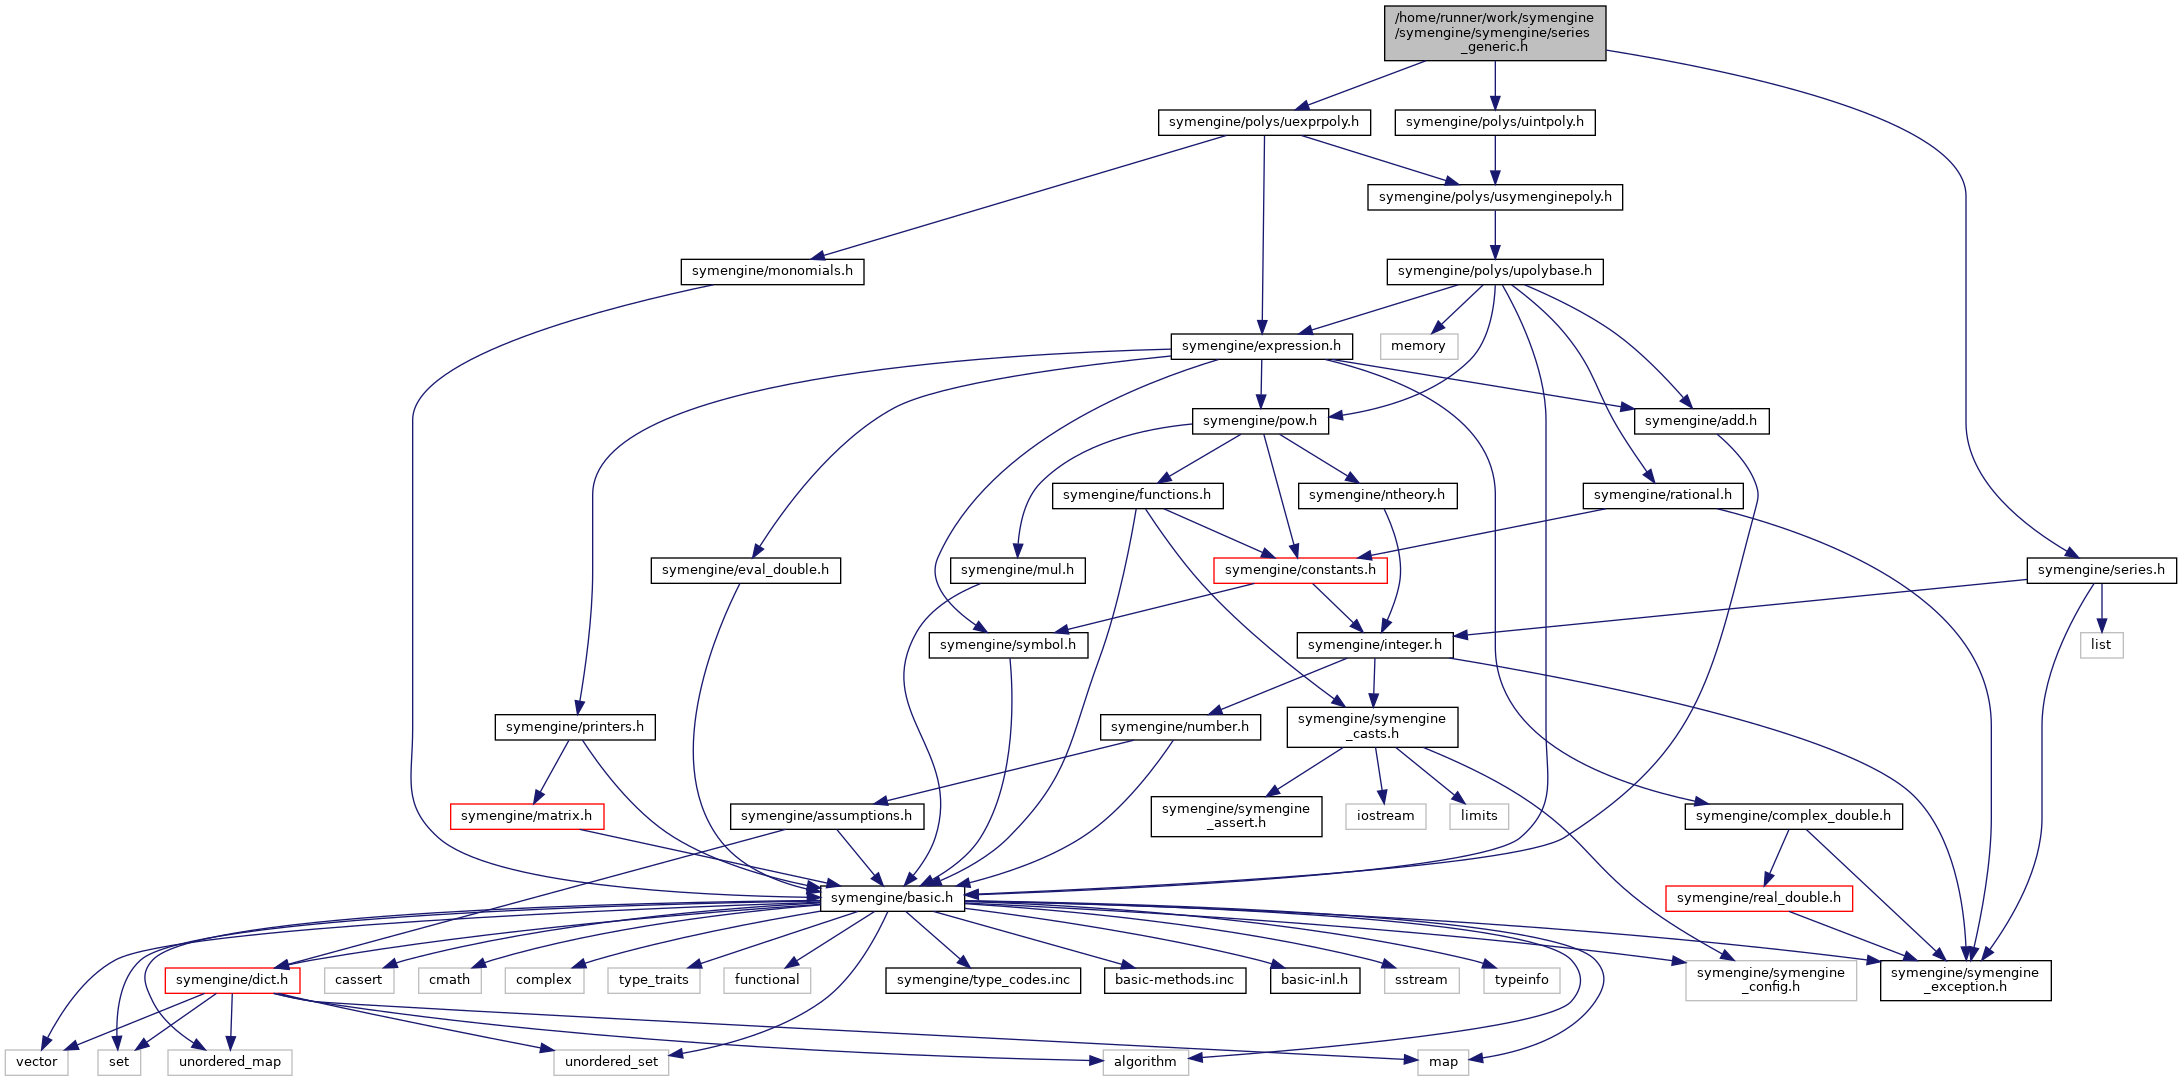 /home/runner/work/symengine
/symengine/symengine/series
_generic.h
symengine/polys/uexprpoly.h
symengine/polys/uintpoly.h
symengine/polys/usymenginepoly.h
symengine/monomials.h
symengine/polys/upolybase.h
symengine/expression.h
memory
symengine/pow.h
symengine/add.h
symengine/functions.h
symengine/ntheory.h
symengine/rational.h
symengine/eval_double.h
symengine/mul.h
symengine/constants.h
symengine/series.h
symengine/symbol.h
symengine/integer.h
list
symengine/printers.h
symengine/number.h
symengine/symengine
_casts.h
symengine/matrix.h
symengine/assumptions.h
symengine/symengine
_assert.h
iostream
limits
symengine/complex_double.h
symengine/basic.h
symengine/real_double.h
symengine/dict.h
cassert
cmath
complex
type_traits
functional
symengine/type_codes.inc
basic-methods.inc
basic-inl.h
sstream
typeinfo
symengine/symengine
_config.h
symengine/symengine
_exception.h
vector
set
unordered_map
unordered_set
algorithm
map